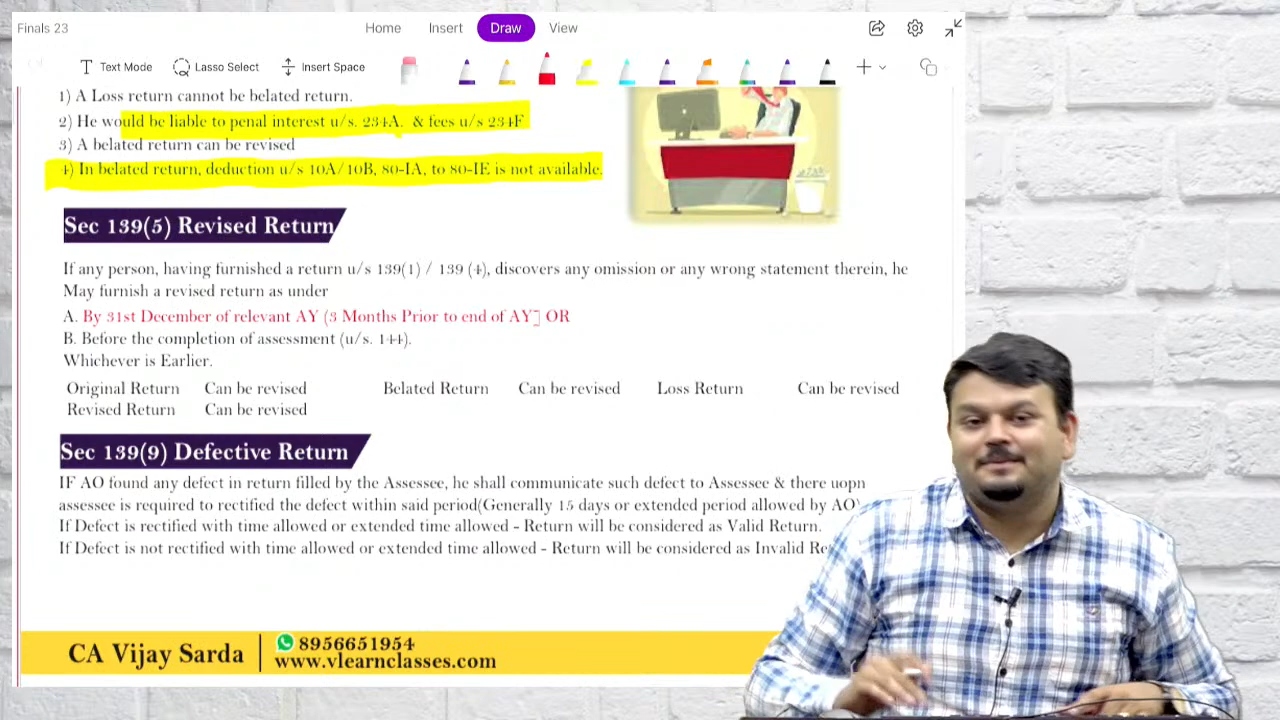 Finals 23
Home Insert Draw View
Text Mode Lasso Select Insert Space
1) A Loss return cannot be belated return.
2) He would be liable to penal interest u/s. 234A. & fees u/s 234F
3) A belated return can be revised
4) In belated return, deduction u/s 10A/10B, 80-IA, to 80-IE is not available.
Sec 139(5) Revised Return
If any person, having furnished a return u/s 139(1) / 139 (4), discovers any omission or any wrong statement therein, he
May furnish a revised return as under
A. By 31st December of relevant AY (3 Months Prior to end of AY] OR
B. Before the completion of assessment (u/s. 144).
Whichever is Earlier.
Original Return Can be revised Belated Return Can be revised Loss Return Can be revised
Revised Return Can be revised
Sec 139(9) Defective Return
IF AO found any defect in return filled by the Assessee, he shall communicate such defect to Assessee & there uopn
assessee is required to rectified the defect within said period(Generally 15 days or extended period allowed by AO)
If Defect is rectified with time allowed or extended time allowed - Return will be considered as Valid Return.
If Defect is not rectified with time allowed or extended time allowed - Return will be considered as Invalid
CA Vijay Sarda
8956651954
www.vlearnclasses.com